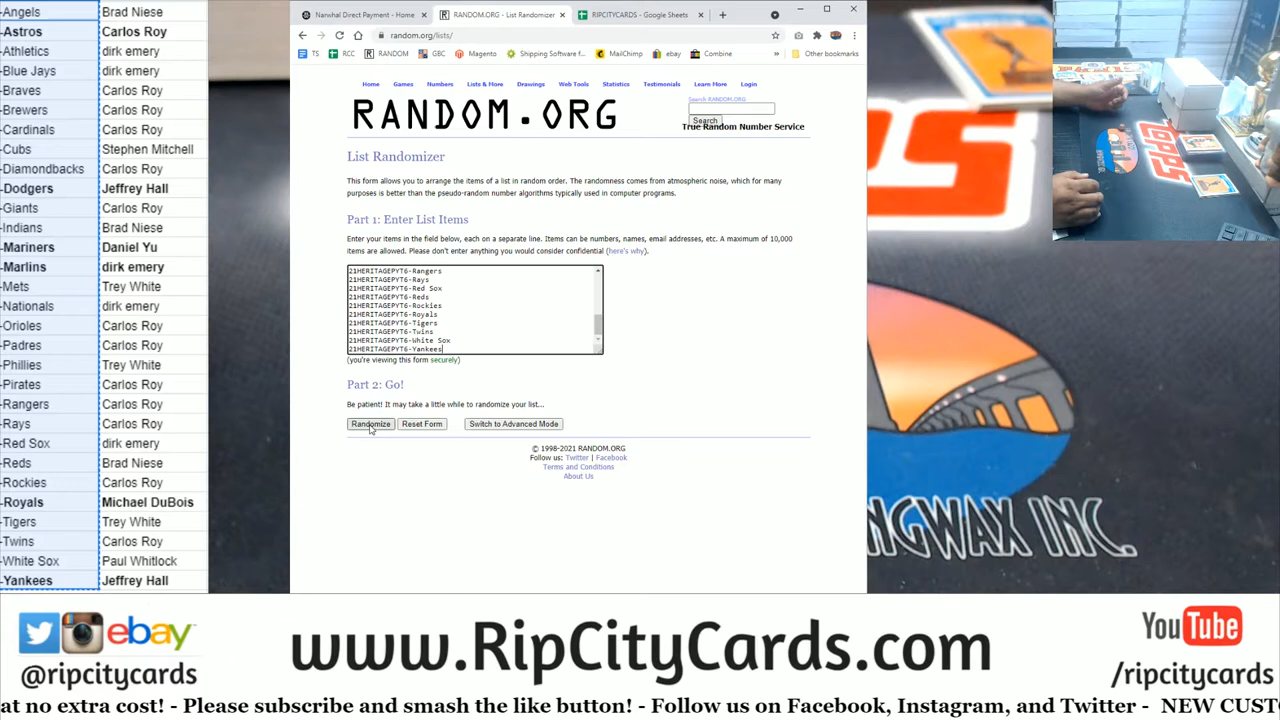 -Angels Brad Niese
-Astros Carlos Roy
-Athletics dirk emery
-Blue Jays dirk emery
-Braves Carlos Roy
Carlos Roy
-Cardinals Carlos Roy
-Cubs Stephen Mitchell
-Diamondbacks Carlos Roy
-Dodgers Jeffrey Hall
-Giants Carlos Roy
-Indians Brad Niese
-Mariners Daniel Yu
-Marlins dirk emery
-Mets Trey White
-Nationals dirk emery
-Orioles Carlos Roy
-Padres Carlos Roy
-Phillies Trey White
-Pirates Carlos Roy
-Rangers Carlos Roy
-Rays Carlos Roy
-Red Sox dirk emery
-Reds Brad Niese
-Rockies Carlos Roy
-Royals Michael DuBois
-Tigers Trey White
-Twins Carlos Roy
-White Sox Paul Whitlock
-Yankees Jeffrey Hall
Narwhal Direct Payment - Home
RANDOM.ORG - List Randomizer
RIPCITYCARDS - Google Sheets
random.org/lists/
TS RCC RANDOM GBC Magento Shipping Software f MailChimp ebay Combine » Other bookmarks
Home Games Numbers Lists & More Drawings Web Tools Statistics Testimonials Learn More Login
RANDOM.ORG
Search RANDOM.ORG
Search
True Random Number Service
List Randomizer
This form allows you to arrange the items of a list in random order. The randomness comes from atmospheric noise, which for many
purposes is better than the pseudo-random number algorithms typically used in computer programs.
Part 1: Enter List Items
Enter your items in the field below, each on a separate line. Items can be numbers, names, email addresses, etc. A maximum of 10,000
items are allowed. Please don't enter anything you would consider confidential (here's why).
21HERITAGEPYT6-Rangers
21HERITAGEPYT6-Rays
21HERITAGEPYT6-Red Sox
21HERITAGEPYT6-Reds
21HERITAGEPYT6-Rockies
21HERITAGEPYT6-Royals
21HERITAGEPYT6-Tigers
21HERITAGEPYT6-Twins
21HERITAGEPYT6-White Sox
21HERITAGEPYT6-Yankees
(you're viewing this form securely)
Part 2: Go!
Be patient! It may take a little while to randomize your list...
Randomize Reset Form Switch to Advanced Mode
© 1998-2021 RANDOM.ORG
Follow us: Twitter | Facebook
Terms and Conditions
About Us
TOPPS
INGWAX INC.
ebay
@ripcitycards
www.RipCityCards.com
YouTube
/ripcitycards
at no extra cost! - Please subscribe and smash the like button! - Follow us on Facebook, Instagram, and Twitter - NEW CUST